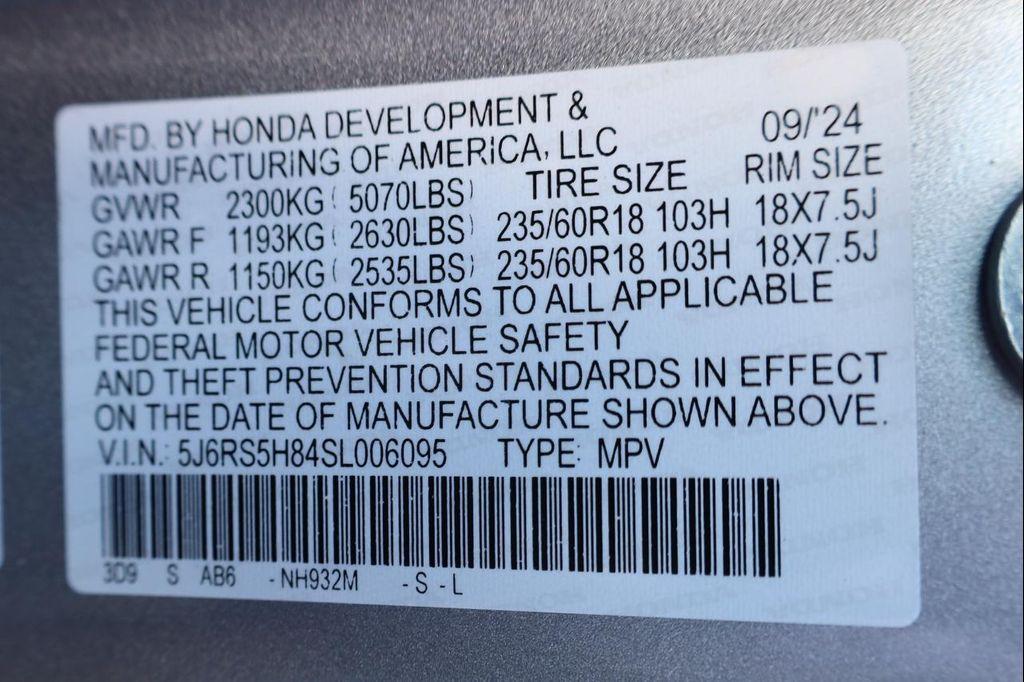 MFD. BY HONDA DEVELOPMENT &
MANUFACTURING OF AMERICA, LLC 09/'24
TIRE SIZE RIM SIZE
GVWR 2300KG ( 5070LBS)
GAWR F 1193KG ( 2630LBS) 235/60R18 103H 18X7.5J
GAWR R 1150KG ( 2535LBS) 235/60R18 103H 18X7.5J
THIS VEHICLE CONFORMS TO ALL APPLICABLE
FEDERAL MOTOR VEHICLE SAFETY
AND THEFT PREVENTION STANDARDS IN EFFECT
ON THE DATE OF MANUFACTURE SHOWN ABOVE.
V.I.N.: 5J6RS5H84SL006095 TYPE: MPV
3D9 S AB6 -NH932M -S -L